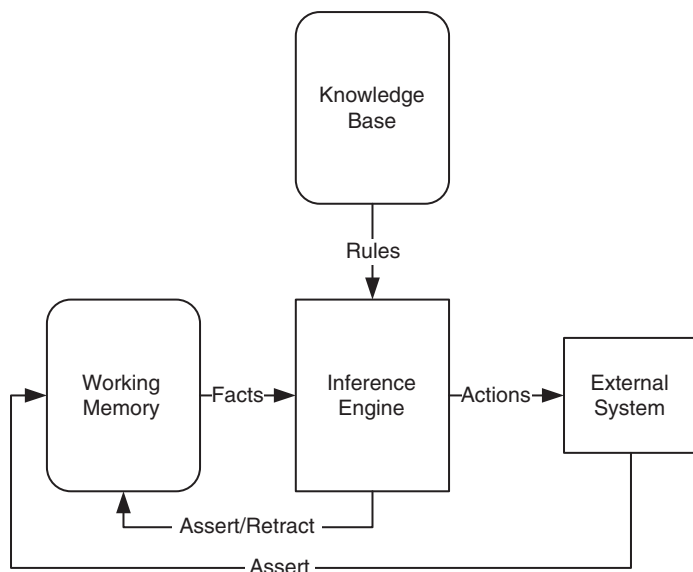 Knowledge
Base
Rules
Working
Memory
Facts
Inference
Engine
Actions
External
System
Assert/Retract
Assert